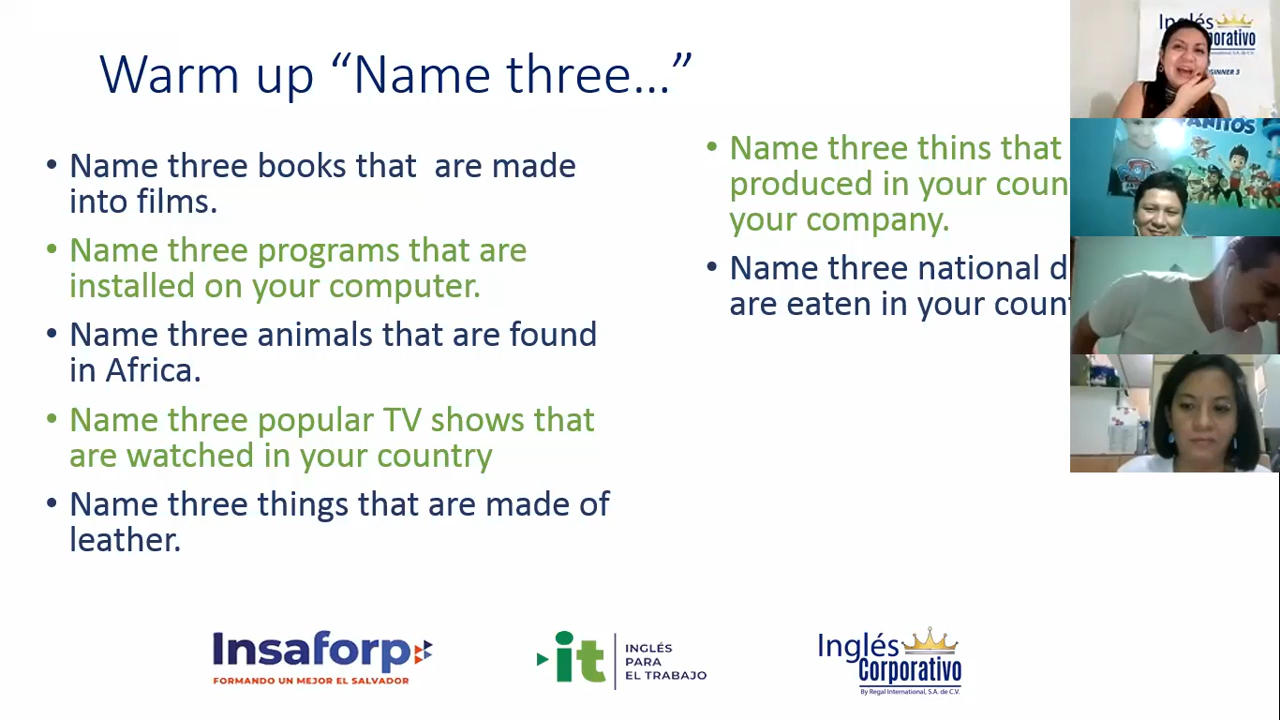 Warm up “Name three...”
• Name three books that are made
into films.
• Name three programs that are
installed on your computer.
• Name three animals that are found
in Africa.
• Name three popular TV shows that
are watched in your country
• Name three things that are made of
leather.
• Name three thins that
produced in your coun
your company.
• Name three national d
are eaten in your coun
Insaforp
FORMANDO UN MEJOR EL SALVADOR
it
INGLÉS
PARA
EL TRABAJO
Inglés
Corporativo
By Regal International, S.A. de C.V.
Inglés